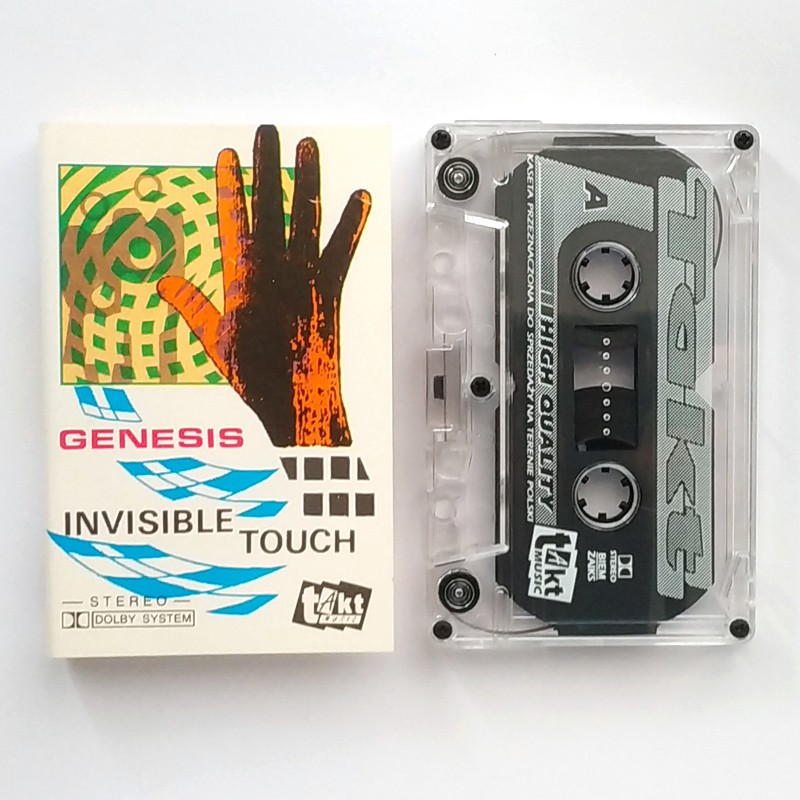 GENESIS
INVISIBLE
TOUCH
STEREO
DOLBY SYSTEM
takt
MUSIC
A
KASETA PRZEZNACZONA DO SPRZEDAŻY NA TERENIE POLSKI
HIGH QUALITY
Takt
takt
MUSIC
STEREO
BIEM
ZAIKS